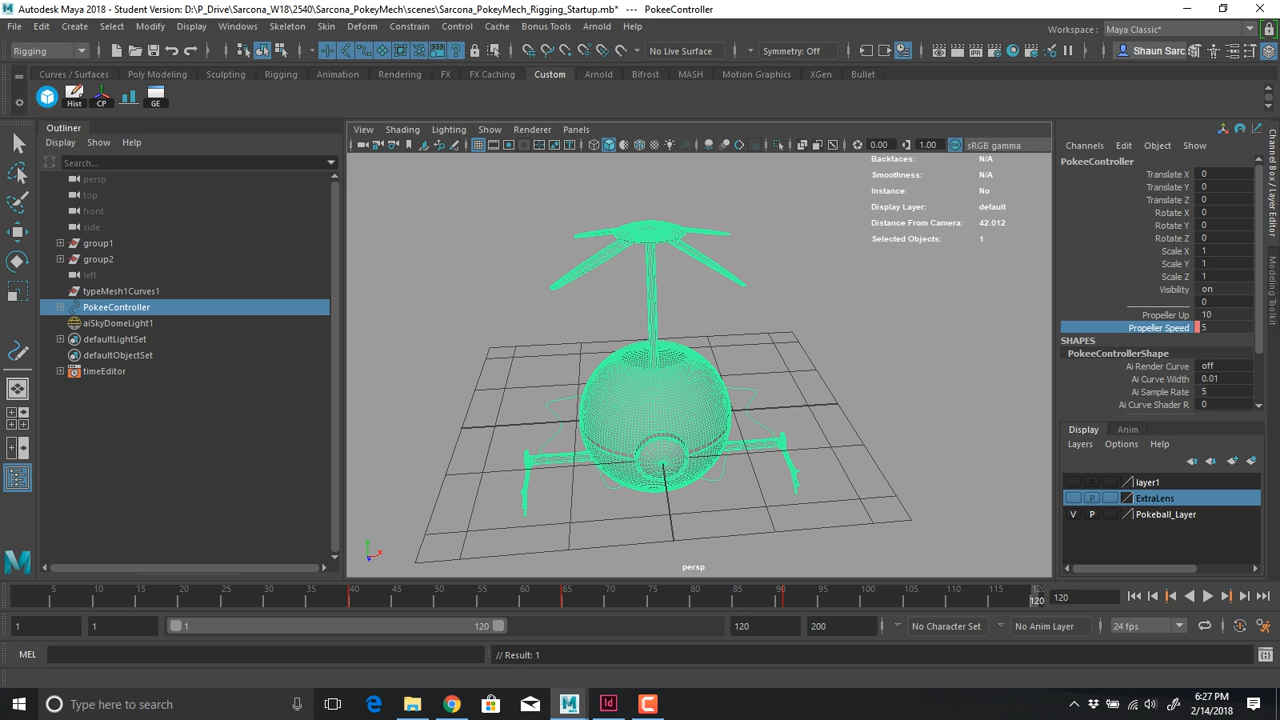 Autodesk Maya 2018 - Student Version: D:\P_Drive\Sarcona_W18\2540\Sarcona_PokeyMech\scenes\Sarcona_PokeyMech_Rigging_Startup.mb* --- PokeeController
File Edit Create Select Modify Display Windows Skeleton Skin Deform Constrain Control Cache Bonus Tools Arnold Help
Workspace: Maya Classic*
Rigging
No Live Surface
Symmetry: Off
Shaun Sarc
Curves / Surfaces Poly Modeling Sculpting Rigging Animation Rendering FX FX Caching Custom Arnold Bifrost MASH Motion Graphics XGen Bullet
Hist CP GE
Outliner
Display Show Help
Search...
persp
top
front
side
group1
group2
left
typeMesh1Curves1
PokeeController
aiSkyDomeLight1
defaultLightSet
defaultObjectSet
timeEditor
View Shading Lighting Show Renderer Panels
0.00 1.00 sRGB gamma
Backfaces: N/A
Smoothness: N/A
Instance: No
Display Layer: default
Distance From Camera: 42.012
Selected Objects: 1
persp
Channels Edit Object Show
PokeeController
Translate X 0
Translate Y 0
Translate Z 0
Rotate X 0
Rotate Y 0
Rotate Z 0
Scale X 1
Scale Y 1
Scale Z 1
Visibility on
0
Propeller Up 10
Propeller Speed 5
SHAPES
PokeeControllerShape
Ai Render Curve off
Ai Curve Width 0.01
Ai Sample Rate 5
Ai Curve Shader R 0
Channel Box / Layer Editor
Modeling Toolkit
Display Anim
Layers Options Help
P layer1
P ExtraLens
V P Pokeball_Layer
5 10 15 20 25 30 35 40 45 50 55 60 65 70 75 80 85 90 95 100 105 110 115 120
120
120
1 1 1 120 120 200 No Character Set No Anim Layer 24 fps
MEL // Result: 1
Type here to search
6:27 PM
2/14/2018